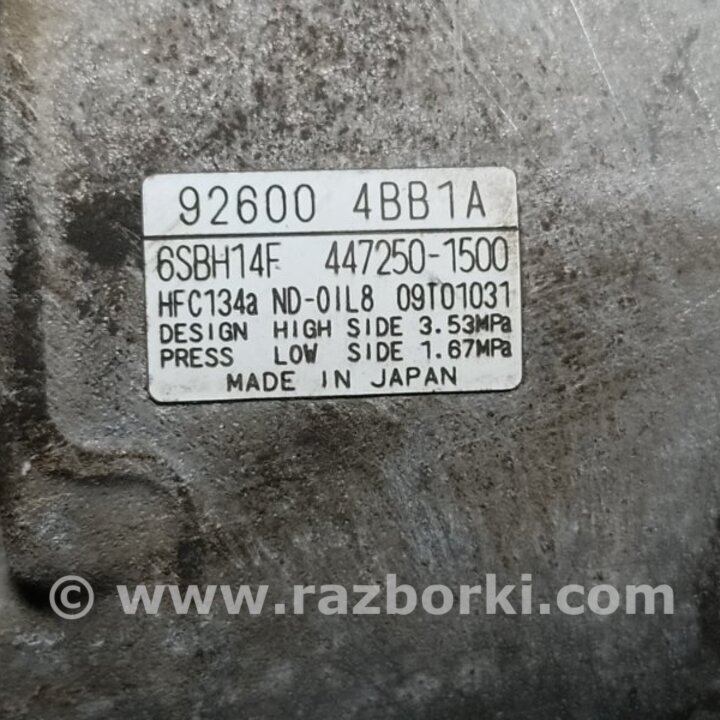 92600 4BB1A
6SBH14F 447250-1500
HFC134a ND-OIL8 09T01031
DESIGN HIGH SIDE 3.53MPa
PRESS LOW SIDE 1.67MPa
MADE IN JAPAN
© www.razborki.com